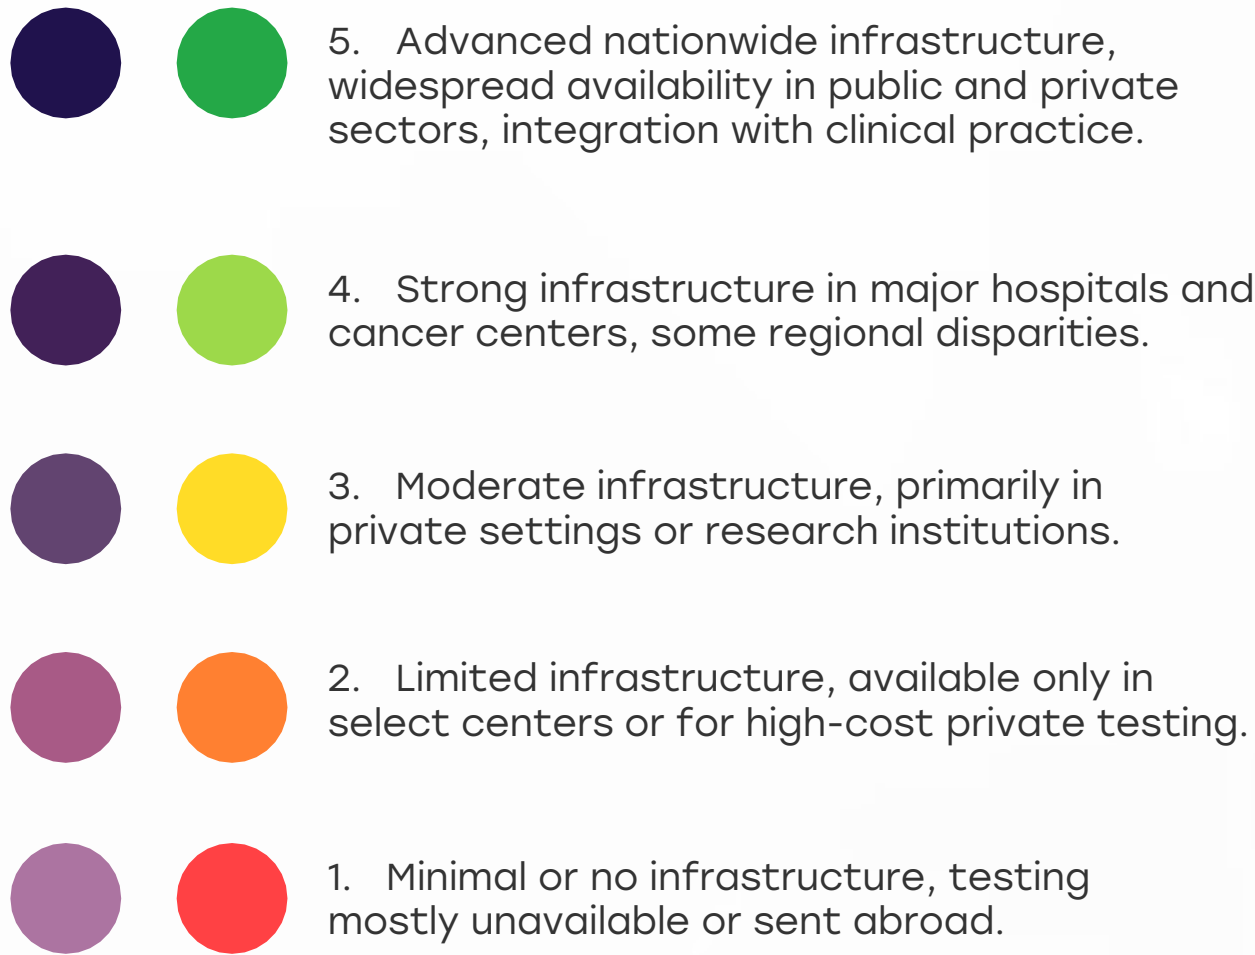 5. Advanced nationwide infrastructure,
widespread availability in public and private
sectors, integration with clinical practice.
4. Strong infrastructure in major hospitals and
cancer centers, some regional disparities.
3. Moderate infrastructure, primarily in
private settings or research institutions.
2. Limited infrastructure, available only in
select centers or for high-cost private testing.
1. Minimal or no infrastructure, testing
mostly unavailable or sent abroad.